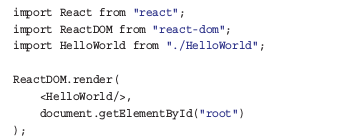 import React from "react";
import ReactDOM from "react-dom";
import HelloWorld from "./HelloWorld";

ReactDOM.render(
    <HelloWorld/>,
    document.getElementById("root")
);